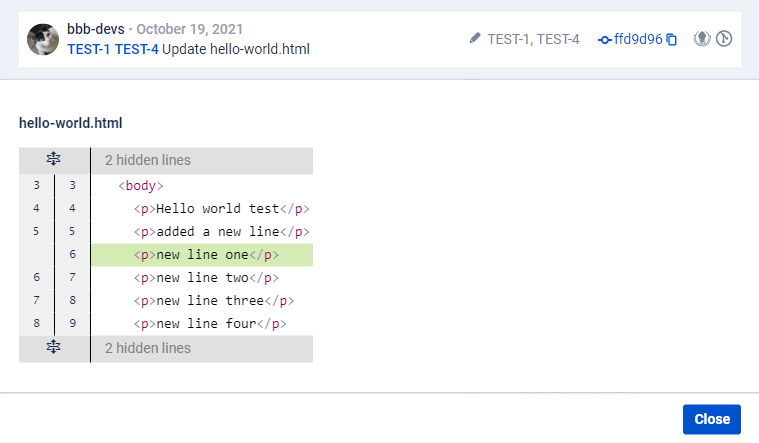 bbb-devs · October 19, 2021
TEST-1 TEST-4 Update hello-world.html
TEST-1, TEST-4
ffd9d96
hello-world.html
2 hidden lines
3 3 <body>
4 4 <p>Hello world test</p>
5 5 <p>added a new line</p>
6 <p>new line one</p>
6 7 <p>new line two</p>
7 8 <p>new line three</p>
8 9 <p>new line four</p>
2 hidden lines
Close